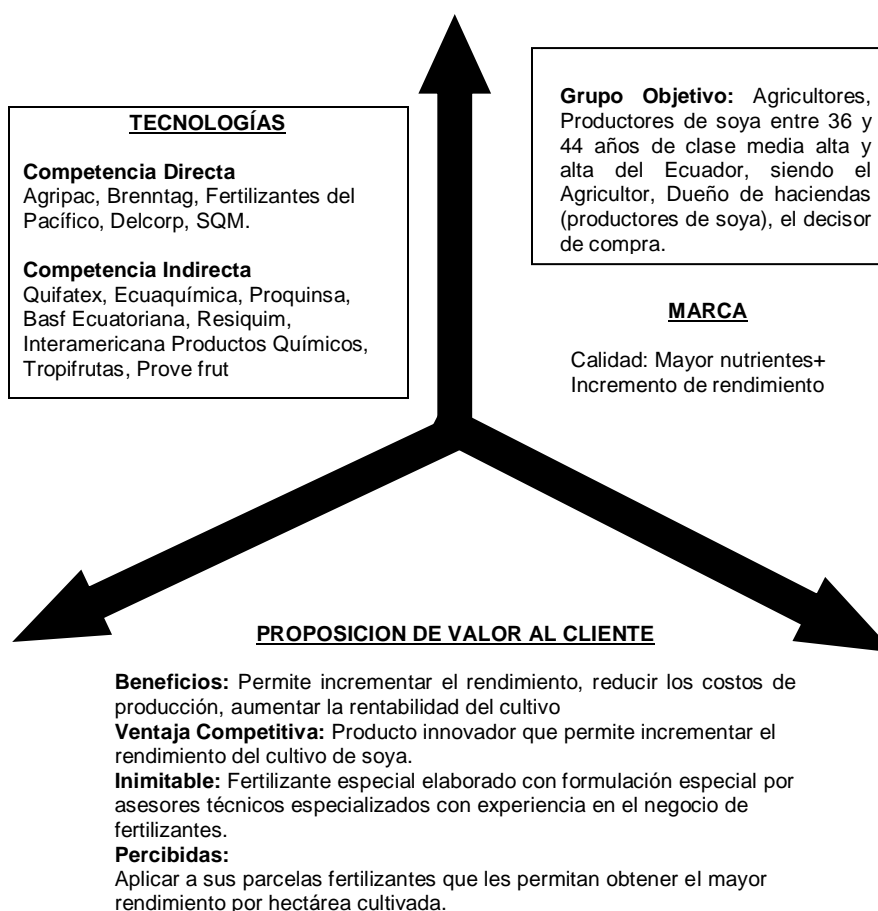 TECNOLOGÍAS
Competencia Directa
Agripac, Brenntag, Fertilizantes del
Pacífico, Delcorp, SQM.
Competencia Indirecta
Quifatex, Ecuaquímica, Proquinsa,
Basf Ecuatoriana, Resiquim,
Interamericana Productos Químicos,
Tropifrutas, Prove frut
Grupo Objetivo: Agricultores,
Productores de soya entre 36 y
44 años de clase media alta y
alta del Ecuador, siendo el
Agricultor, Dueño de haciendas
(productores de soya), el decisor
de compra.
MARCA
Calidad: Mayor nutrientes+
Incremento de rendimiento
PROPOSICION DE VALOR AL CLIENTE
Beneficios: Permite incrementar el rendimiento, reducir los costos de
producción, aumentar la rentabilidad del cultivo
Ventaja Competitiva: Producto innovador que permite incrementar el
rendimiento del cultivo de soya.
Inimitable: Fertilizante especial elaborado con formulación especial por
asesores técnicos especializados con experiencia en el negocio de
fertilizantes.
Percibidas:
Aplicar a sus parcelas fertilizantes que les permitan obtener el mayor
rendimiento por hectárea cultivada.